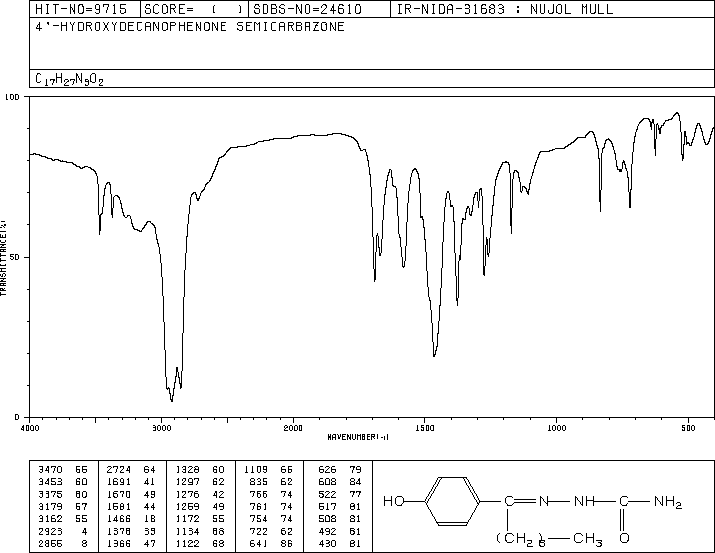 HIT-NO=9715 SCORE= ( ) SDBS-NO=24610 IR-NIDA-31683 : NUJOL MULL
4'-HYDROXYDECANOPHENONE SEMICARBAZONE
C17H27N3O2
100
50
0
TRANSMITTANCE(%)
4000 3000 2000 1500 1000 500
WAVENUMBER(-1)
3470 66 2724 64 1328 60 1109 66 626 79
3453 60 1691 41 1297 62 835 62 608 84
3375 60 1670 49 1276 42 766 74 522 77
3179 57 1581 44 1259 49 761 74 517 81
3162 55 1466 18 1172 55 754 74 508 81
2923 4 1378 33 1134 68 722 62 492 81
2855 8 1366 47 1122 68 641 86 430 81
HO C N NH C NH2
(CH2)8 CH3 O